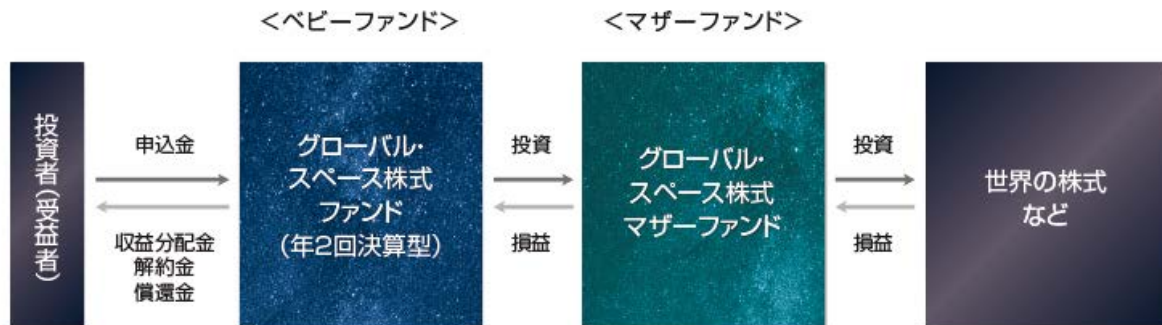 <ベビーファンド>
<マザーファンド>
投資者(受益者)
申込金
収益分配金
解約金
償還金
グローバル・
スペース株式
ファンド
(年2回決算型)
投資
損益
グローバル・
スペース株式
マザーファンド
投資
損益
世界の株式
など